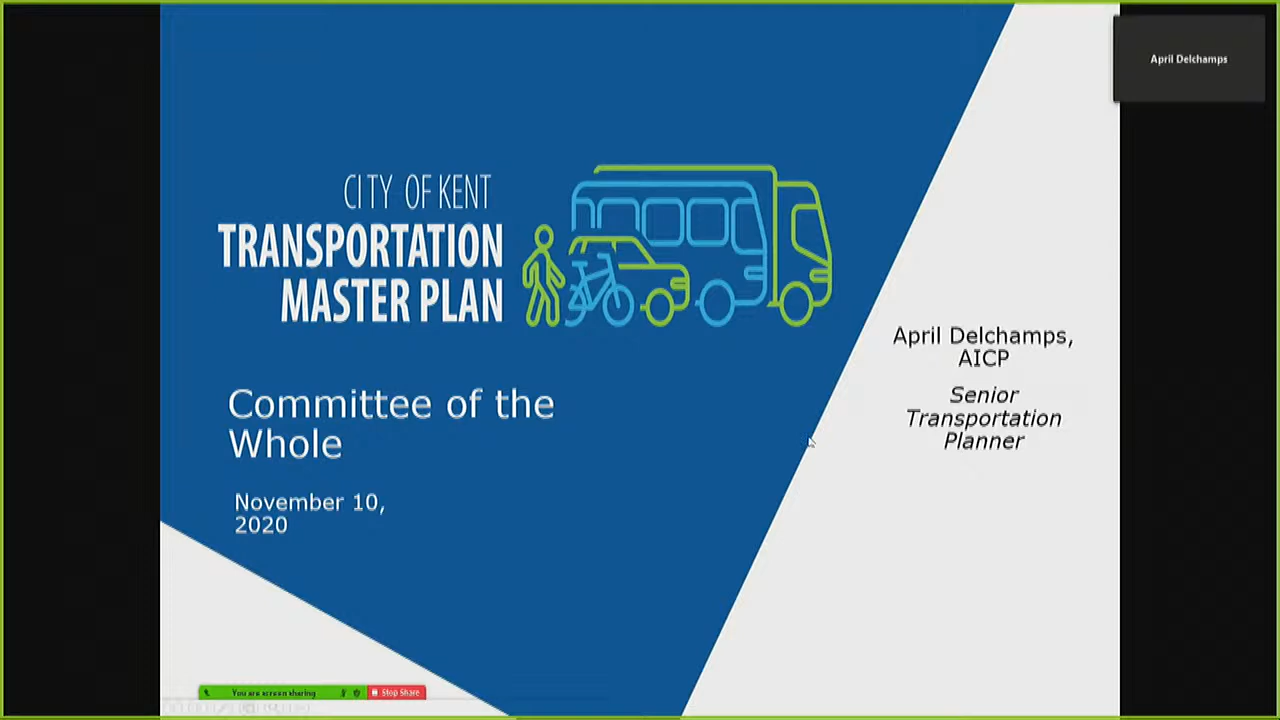 April Delchamps
CITY OF KENT
TRANSPORTATION
MASTER PLAN
April Delchamps,
AICP
Senior
Transportation
Planner
Committee of the
Whole
November 10,
2020
You are screen sharing
Stop Share